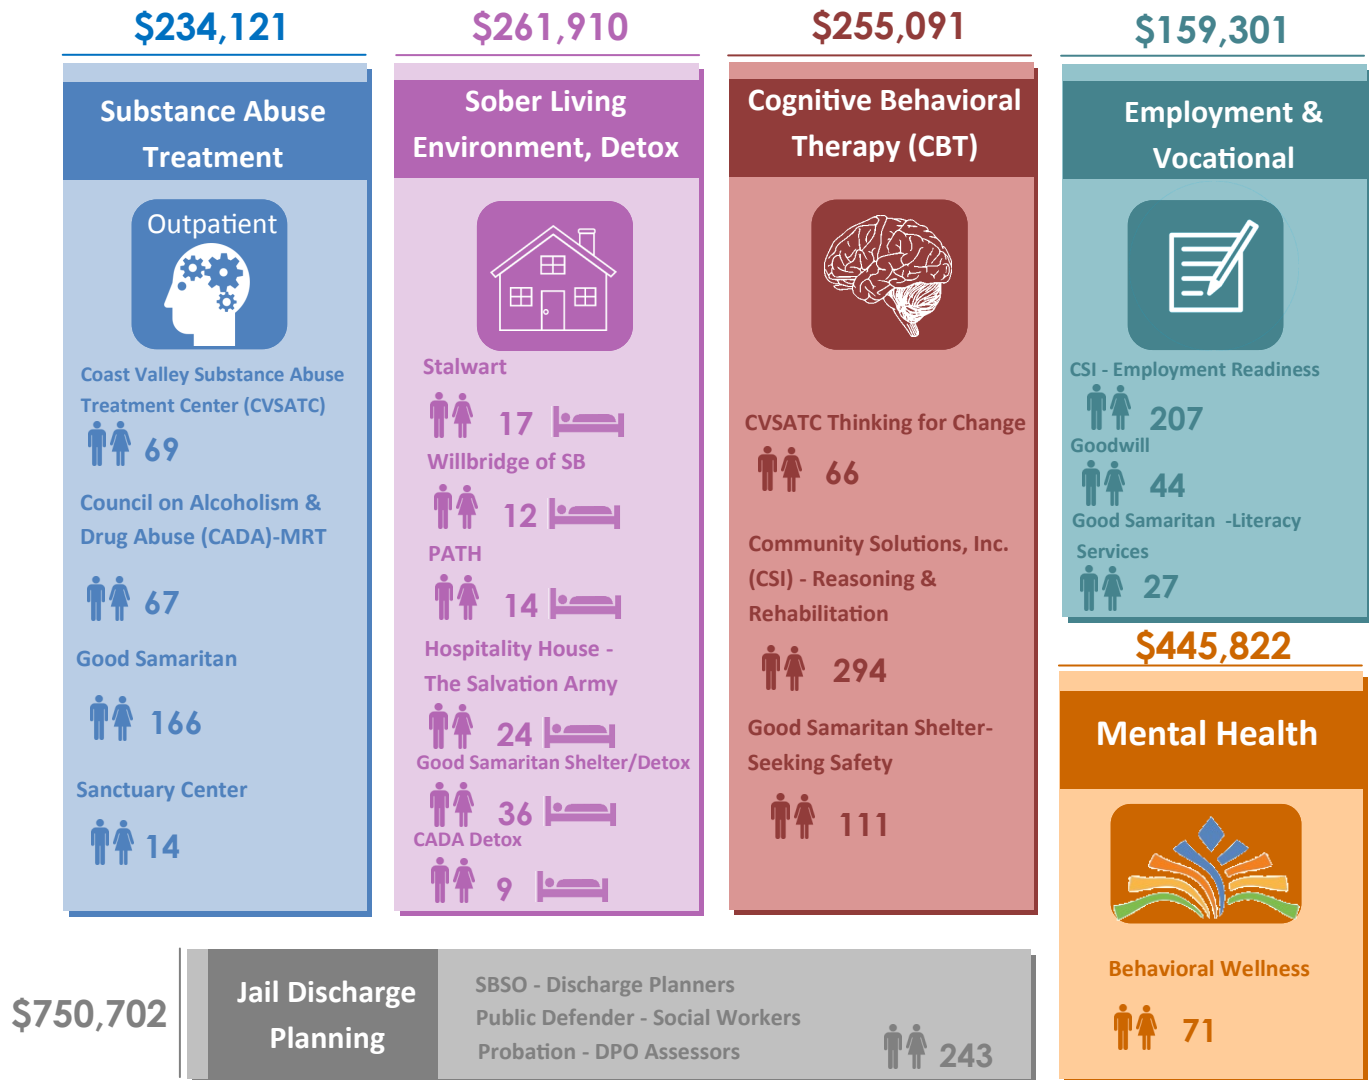 $234,121
Substance Abuse
Treatment
Outpatient
Coast Valley Substance Abuse
Treatment Center (CVSATC)
69
Council on Alcoholism &
Drug Abuse (CADA)-MRT
67
Good Samaritan
166
Sanctuary Center
14
$261,910
Sober Living
Environment, Detox
Stalwart
17
Willbridge of SB
12
PATH
14
Hospitality House -
The Salvation Army
24
Good Samaritan Shelter/Detox
36
CADA Detox
9
$255,091
Cognitive Behavioral
Therapy (CBT)
CVSATC Thinking for Change
66
Community Solutions, Inc.
(CSI) - Reasoning &
Rehabilitation
294
Good Samaritan Shelter-
Seeking Safety
111
$159,301
Employment &
Vocational
CSI - Employment Readiness
207
Goodwill
44
Good Samaritan -Literacy
Services
27
$445,822
Mental Health
Behavioral Wellness
71
$750,702
Jail Discharge
Planning
SBSO - Discharge Planners
Public Defender - Social Workers
Probation - DPO Assessors
243